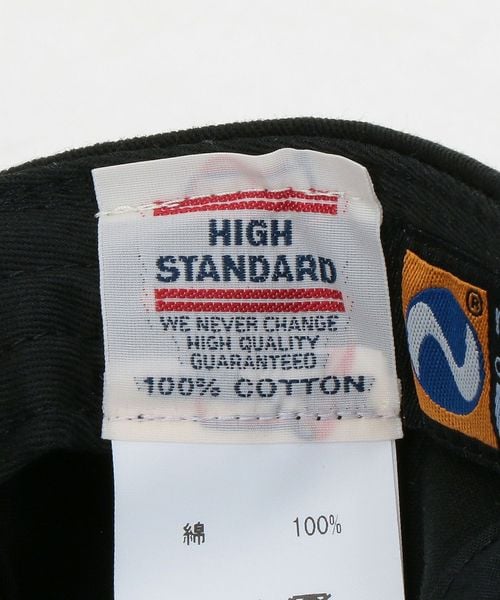 HIGH
STANDARD
WE NEVER CHANGE
HIGH QUALITY
GUARANTEED
100% COTTON
®
綿 100%